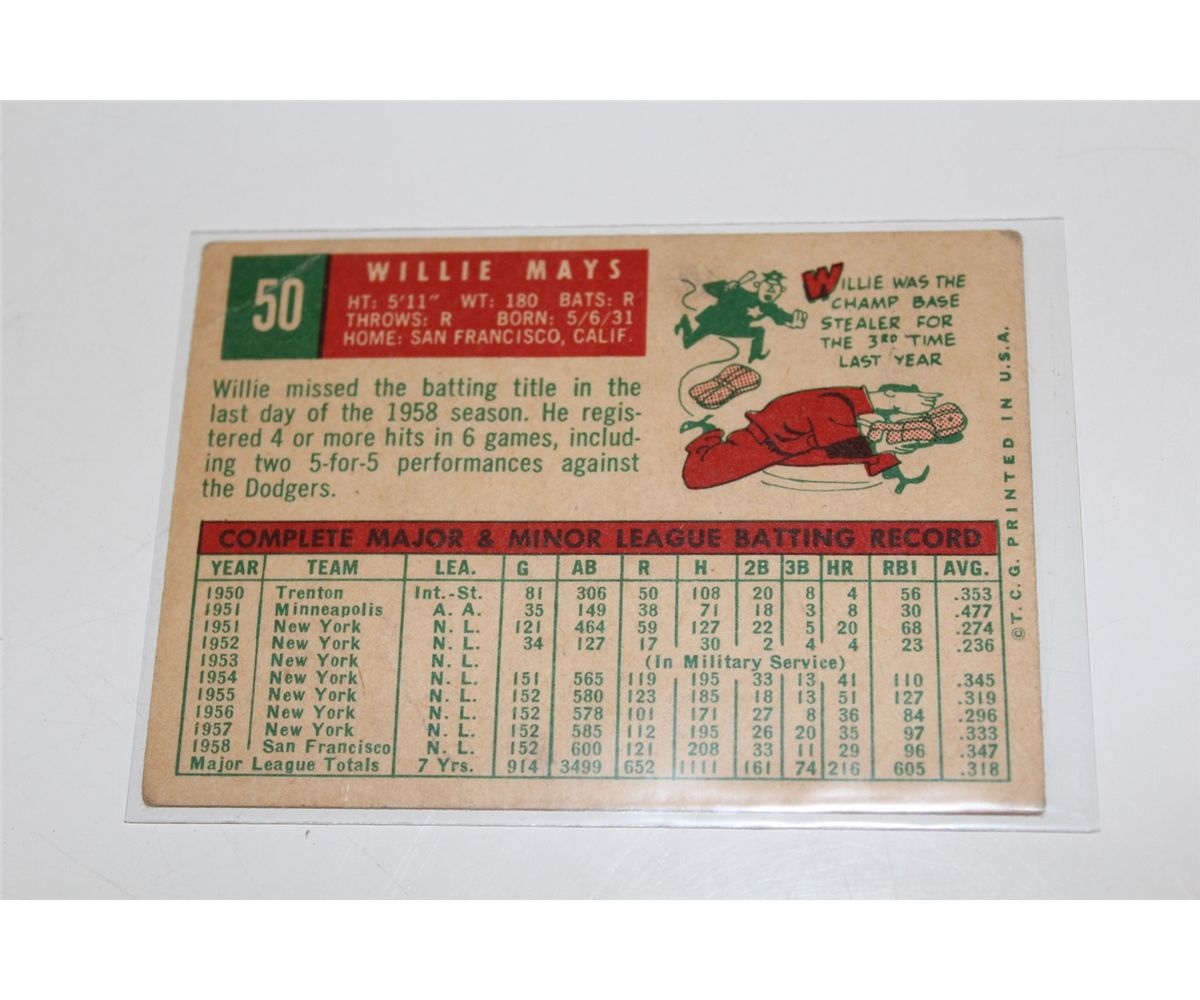 50
WILLIE MAYS
HT: 5'11" WT: 180 BATS: R
THROWS: R BORN: 5/6/31
HOME: SAN FRANCISCO, CALIF.
WILLIE WAS THE
CHAMP BASE
STEALER FOR
THE 3RD TIME
LAST YEAR
Willie missed the batting title in the
last day of the 1958 season. He regis-
tered 4 or more hits in 6 games, includ-
ing two 5-for-5 performances against
the Dodgers.
COMPLETE MAJOR & MINOR LEAGUE BATTING RECORD
YEAR TEAM LEA. G AB R H 2B 3B HR RBI AVG.
1950 Trenton Int.-St. 81 306 50 108 20 8 4 56 .353
1951 Minneapolis A. A. 35 149 38 71 18 3 8 30 .477
1951 New York N. L. 121 464 59 127 22 5 20 68 .274
1952 New York N. L. 34 127 17 30 2 4 4 23 .236
1953 New York N. L. (In Military Service)
1954 New York N. L. 151 565 119 195 33 13 41 110 .345
1955 New York N. L. 152 580 123 185 18 13 51 127 .319
1956 New York N. L. 152 578 101 171 27 8 36 84 .296
1957 New York N. L. 152 585 112 195 26 20 35 97 .333
1958 San Francisco N. L. 152 600 121 208 33 11 29 96 .347
Major League Totals 7 Yrs. 914 3499 652 1111 161 74 216 605 .318
©T. C. G. PRINTED IN U.S.A.